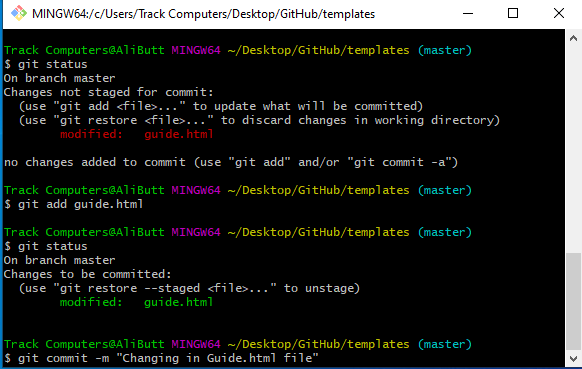 MINGW64:/c/Users/Track Computers/Desktop/GitHub/templates
Track Computers@AliButt MINGW64 ~/Desktop/GitHub/templates (master)
$ git status
On branch master
Changes not staged for commit:
  (use "git add <file>..." to update what will be committed)
  (use "git restore <file>..." to discard changes in working directory)
        modified:   guide.html
no changes added to commit (use "git add" and/or "git commit -a")
Track Computers@AliButt MINGW64 ~/Desktop/GitHub/templates (master)
$ git add guide.html
Track Computers@AliButt MINGW64 ~/Desktop/GitHub/templates (master)
$ git status
On branch master
Changes to be committed:
  (use "git restore --staged <file>..." to unstage)
        modified:   guide.html
Track Computers@AliButt MINGW64 ~/Desktop/GitHub/templates (master)
$ git commit -m "Changing in Guide.html file"